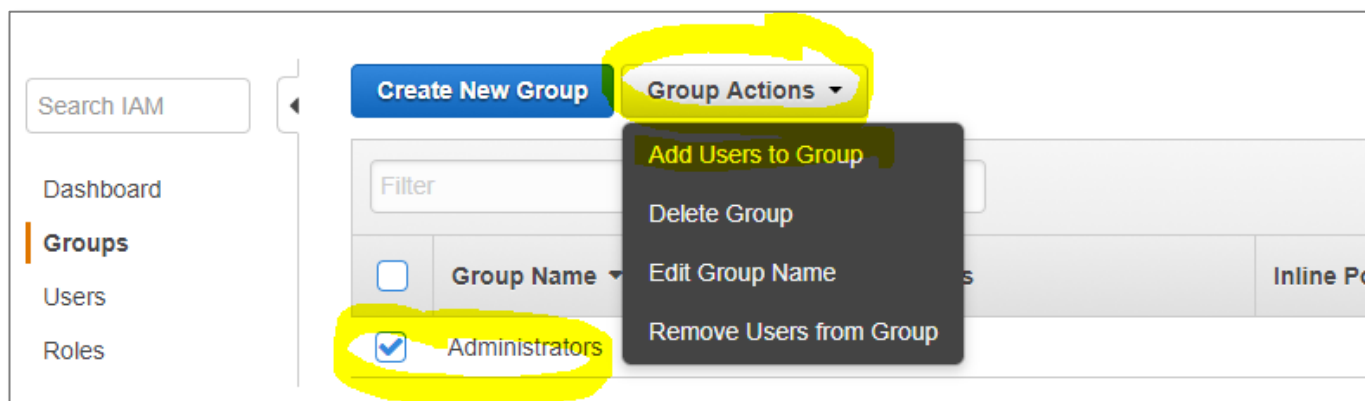 Search IAM
Dashboard
Groups
Users
Roles
Create New Group
Group Actions
Add Users to Group
Delete Group
Edit Group Name
Remove Users from Group
Filter
Group Name
s
Inline Po
Administrators